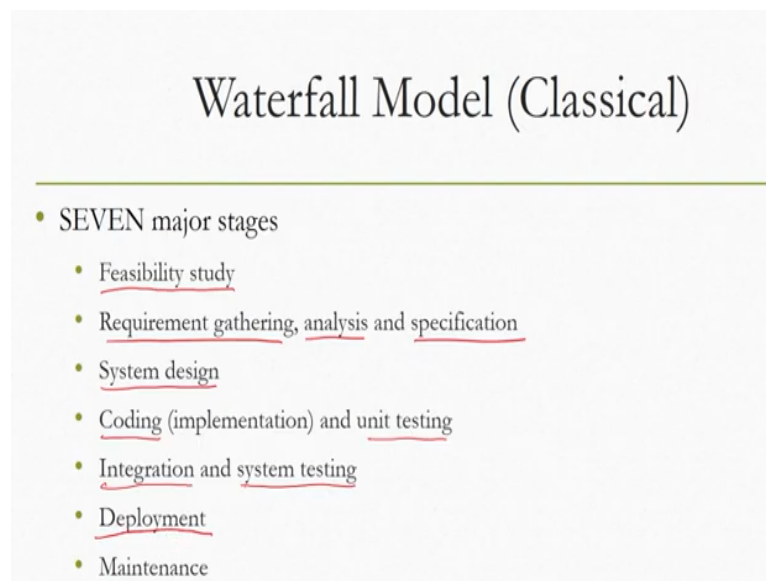 Waterfall Model (Classical)
• SEVEN major stages
• Feasibility study
• Requirement gathering, analysis and specification
• System design
• Coding (implementation) and unit testing
• Integration and system testing
• Deployment
• Maintenance